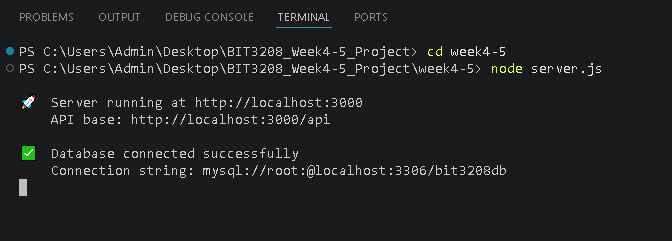 PROBLEMS OUTPUT DEBUG CONSOLE TERMINAL PORTS
PS C:\Users\Admin\Desktop\BIT3208_Week4-5_Project> cd week4-5
PS C:\Users\Admin\Desktop\BIT3208_Week4-5_Project\week4-5> node server.js
🚀 Server running at http://localhost:3000
API base: http://localhost:3000/api
✅ Database connected successfully
Connection string: mysql://root:@localhost:3306/bit3208db